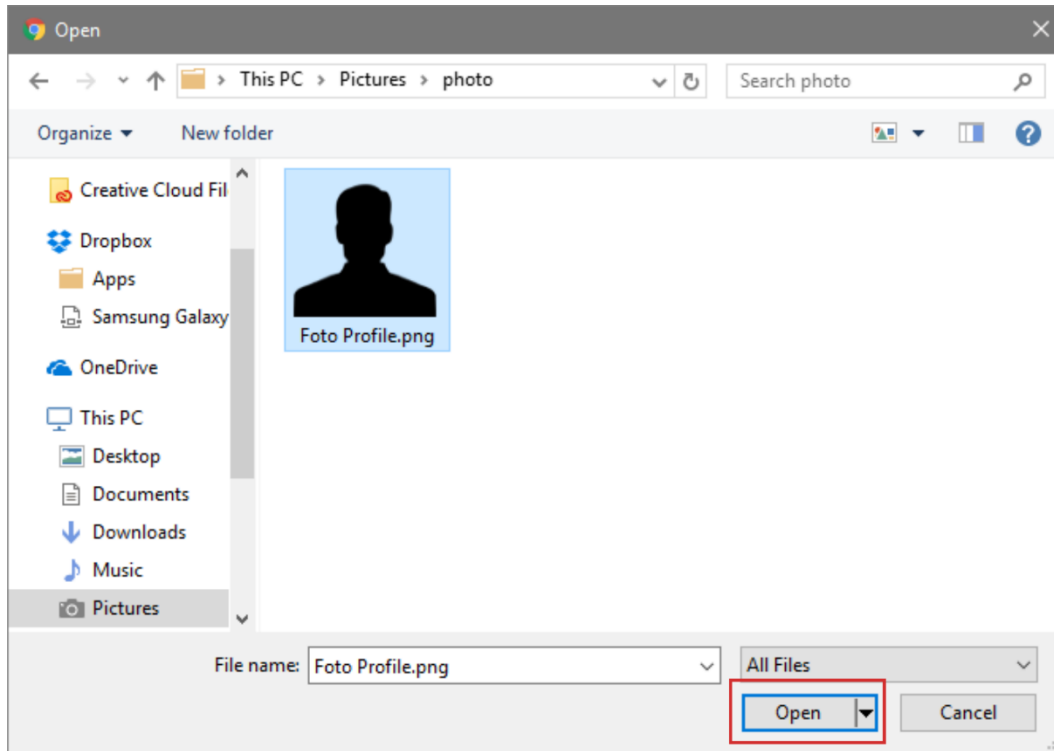 Open
This PC > Pictures > photo
Search photo
Organize
New folder
Creative Cloud Fil
Dropbox
Apps
Samsung Galaxy
OneDrive
This PC
Desktop
Documents
Downloads
Music
Pictures
Foto Profile.png
File name: Foto Profile.png
All Files
Open
Cancel